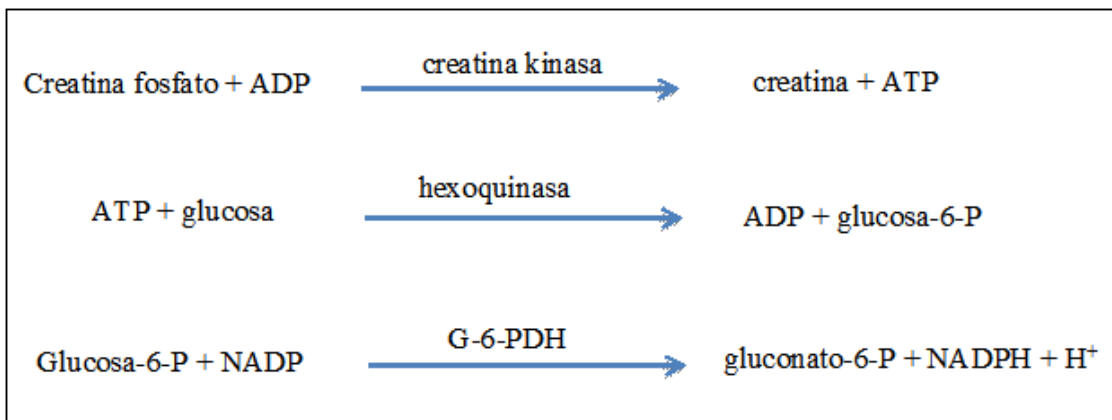 creatina kinasa
Creatina fosfato + ADP creatina + ATP
hexoquinasa
ATP + glucosa ADP + glucosa-6-P
G-6-PDH
Glucosa-6-P + NADP gluconato-6-P + NADPH + H⁺